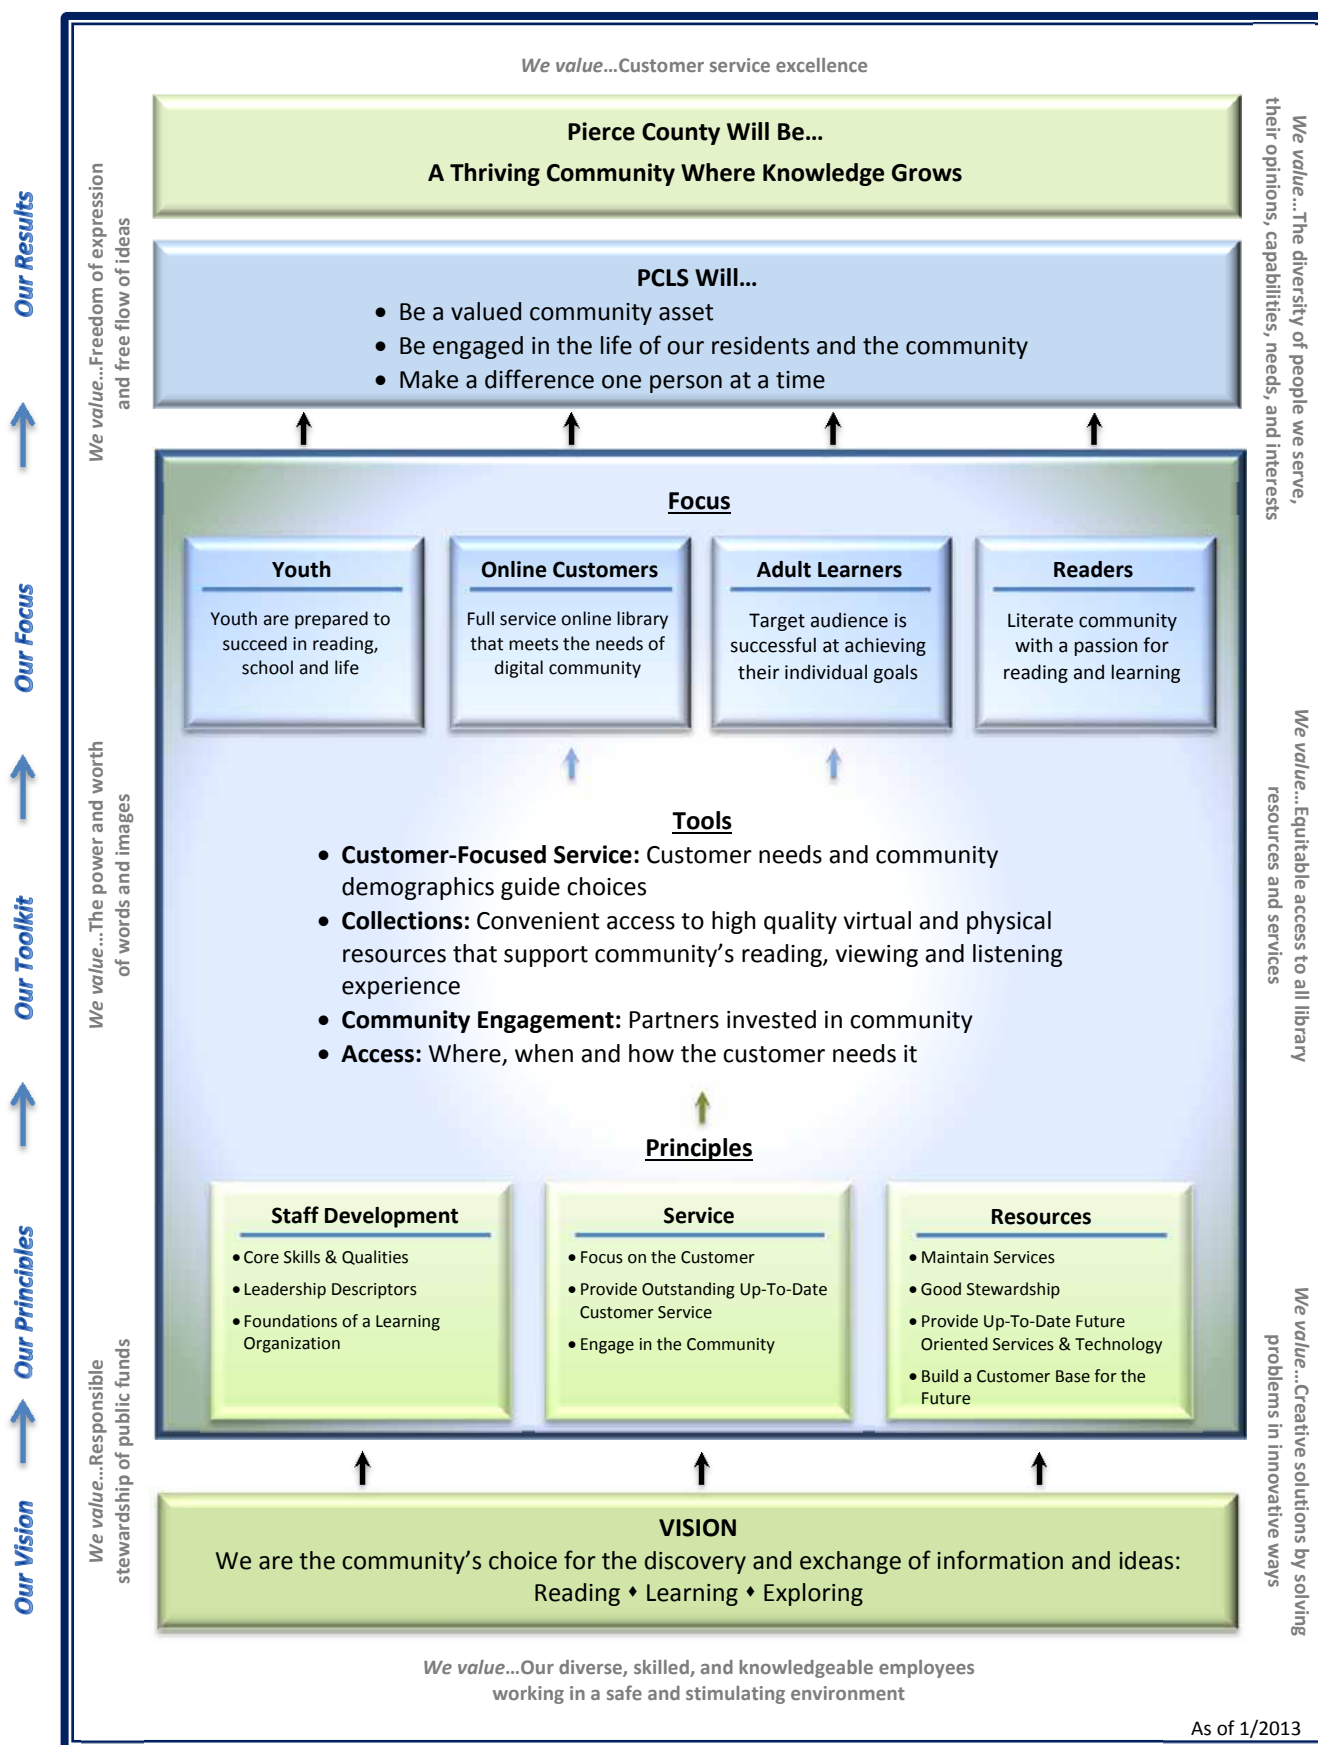 We value...Customer service excellence
Pierce County Will Be...
A Thriving Community Where Knowledge Grows
PCLS Will...
• Be a valued community asset
• Be engaged in the life of our residents and the community
• Make a difference one person at a time
Focus
Youth
Youth are prepared to
succeed in reading,
school and life
Online Customers
Full service online library
that meets the needs of
digital community
Adult Learners
Target audience is
successful at achieving
their individual goals
Readers
Literate community
with a passion for
reading and learning
Tools
• Customer-Focused Service: Customer needs and community
demographics guide choices
• Collections: Convenient access to high quality virtual and physical
resources that support community’s reading, viewing and listening
experience
• Community Engagement: Partners invested in community
• Access: Where, when and how the customer needs it
Principles
Staff Development
• Core Skills & Qualities
• Leadership Descriptors
• Foundations of a Learning
Organization
Service
• Focus on the Customer
• Provide Outstanding Up-To-Date
Customer Service
• Engage in the Community
Resources
• Maintain Services
• Good Stewardship
• Provide Up-To-Date Future
Oriented Services & Technology
• Build a Customer Base for the
Future
VISION
We are the community’s choice for the discovery and exchange of information and ideas:
Reading ♦ Learning ♦ Exploring
We value...Our diverse, skilled, and knowledgeable employees
working in a safe and stimulating environment
As of 1/2013
Our Results
Our Focus
Our Toolkit
Our Principles
Our Vision
We value...Freedom of expression
and free flow of ideas
We value...The power and worth
of words and images
We value...Responsible
stewardship of public funds
We value...The diversity of people we serve,
their opinions, capabilities, needs, and interests
We value...Equitable access to all library
resources and services
We value...Creative solutions by solving
problems in innovative ways